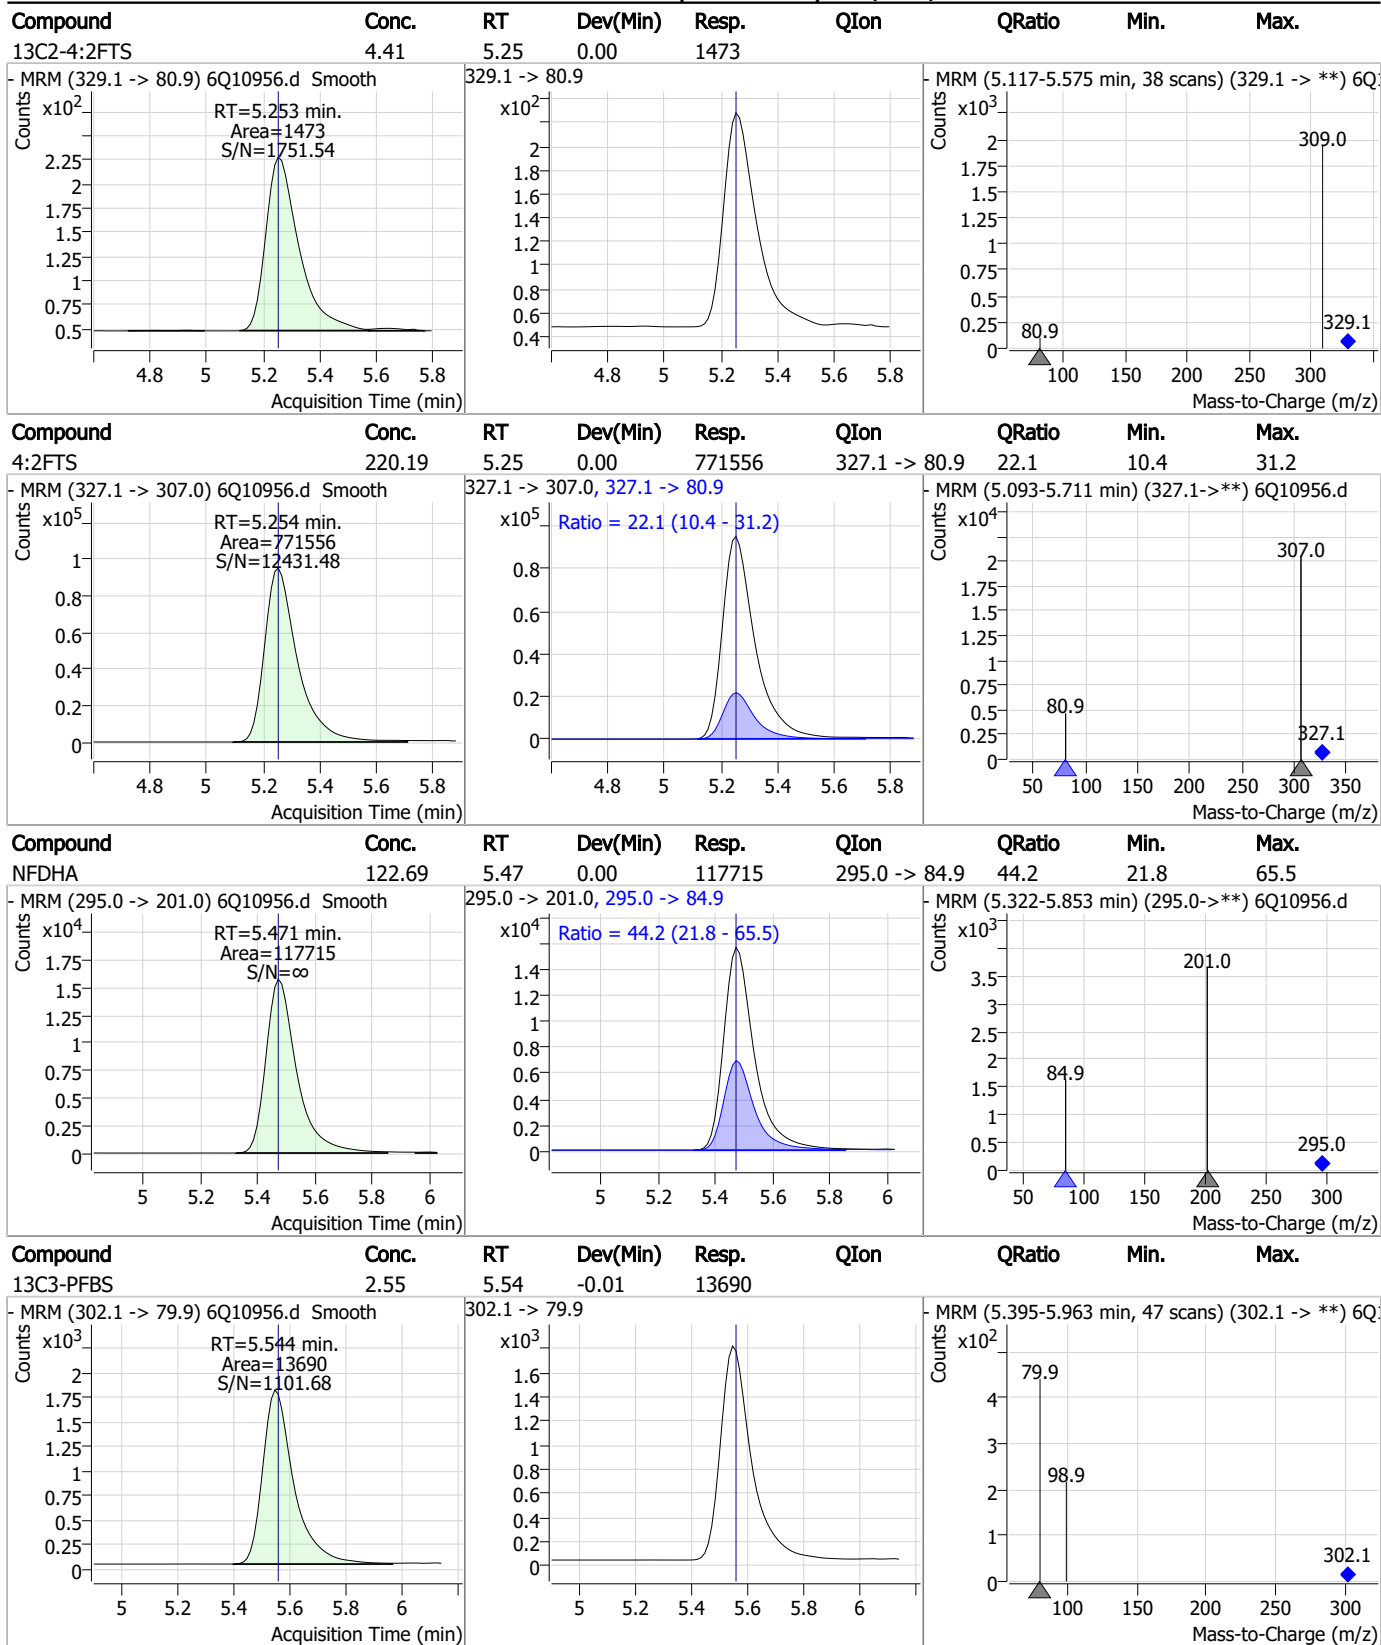 Compound Conc. RT Dev(Min) Resp. QIon QRatio Min. Max.
13C2-4:2FTS 4.41 5.25 0.00 1473
- MRM (329.1 -> 80.9) 6Q10956.d Smooth
Counts
x10²
RT=5.253 min.
Area=1473
S/N=1751.54
2.25
2
1.75
1.5
1.25
1
0.75
0.5
4.8 5 5.2 5.4 5.6 5.8
Acquisition Time (min)
329.1 -> 80.9
x10²
2
1.8
1.6
1.4
1.2
1
0.8
0.6
0.4
4.8 5 5.2 5.4 5.6 5.8
- MRM (5.117-5.575 min, 38 scans) (329.1 -> **) 6Q1
Counts
x10³
2
1.75
1.5
1.25
1
0.75
0.5
0.25
0
309.0
329.1
80.9
100 150 200 250 300
Mass-to-Charge (m/z)
Compound Conc. RT Dev(Min) Resp. QIon QRatio Min. Max.
4:2FTS 220.19 5.25 0.00 771556 327.1 -> 80.9 22.1 10.4 31.2
- MRM (327.1 -> 307.0) 6Q10956.d Smooth
Counts
x10⁵
RT=5.254 min.
Area=771556
S/N=12431.48
1
0.8
0.6
0.4
0.2
0
4.8 5 5.2 5.4 5.6 5.8
Acquisition Time (min)
327.1 -> 307.0, 327.1 -> 80.9
x10⁵
Ratio = 22.1 (10.4 - 31.2)
0.8
0.6
0.4
0.2
0
4.8 5 5.2 5.4 5.6 5.8
- MRM (5.093-5.711 min) (327.1->**) 6Q10956.d
Counts
x10⁴
2
1.75
1.5
1.25
1
0.75
0.5
0.25
0
307.0
80.9
327.1
50 100 150 200 250 300 350
Mass-to-Charge (m/z)
Compound Conc. RT Dev(Min) Resp. QIon QRatio Min. Max.
NFDHA 122.69 5.47 0.00 117715 295.0 -> 84.9 44.2 21.8 65.5
- MRM (295.0 -> 201.0) 6Q10956.d Smooth
Counts
x10⁴
RT=5.471 min.
Area=117715
S/N=∞
1.75
1.5
1.25
1
0.75
0.5
0.25
0
5 5.2 5.4 5.6 5.8 6
Acquisition Time (min)
295.0 -> 201.0, 295.0 -> 84.9
x10⁴
Ratio = 44.2 (21.8 - 65.5)
1.4
1.2
1
0.8
0.6
0.4
0.2
0
5 5.2 5.4 5.6 5.8 6
- MRM (5.322-5.853 min) (295.0->**) 6Q10956.d
Counts
x10³
3.5
3
2.5
2
1.5
1
0.5
0
201.0
84.9
295.0
50 100 150 200 250 300
Mass-to-Charge (m/z)
Compound Conc. RT Dev(Min) Resp. QIon QRatio Min. Max.
13C3-PFBS 2.55 5.54 -0.01 13690
- MRM (302.1 -> 79.9) 6Q10956.d Smooth
Counts
x10³
RT=5.544 min.
Area=13690
S/N=1101.68
2
1.75
1.5
1.25
1
0.75
0.5
0.25
0
5 5.2 5.4 5.6 5.8 6
Acquisition Time (min)
302.1 -> 79.9
x10³
1.6
1.4
1.2
1
0.8
0.6
0.4
0.2
0
5 5.2 5.4 5.6 5.8 6
- MRM (5.395-5.963 min, 47 scans) (302.1 -> **) 6Q1
Counts
x10²
4
3
2
1
0
79.9
98.9
302.1
100 150 200 250 300
Mass-to-Charge (m/z)